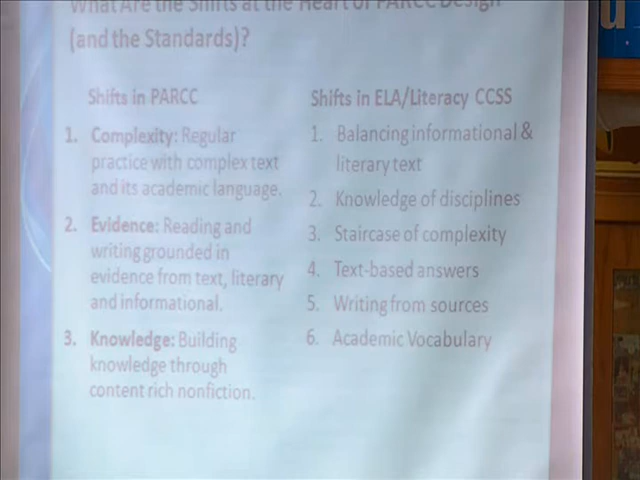 What Are the Shifts at the Heart of PARCC Design
(and the Standards)?
Shifts in PARCC
1. Complexity: Regular
practice with complex text
and its academic language.
2. Evidence: Reading and
writing grounded in
evidence from text, literary
and informational.
3. Knowledge: Building
knowledge through
content rich nonfiction.
Shifts in ELA/Literacy CCSS
1. Balancing informational &
literary text
2. Knowledge of disciplines
3. Staircase of complexity
4. Text-based answers
5. Writing from sources
6. Academic Vocabulary